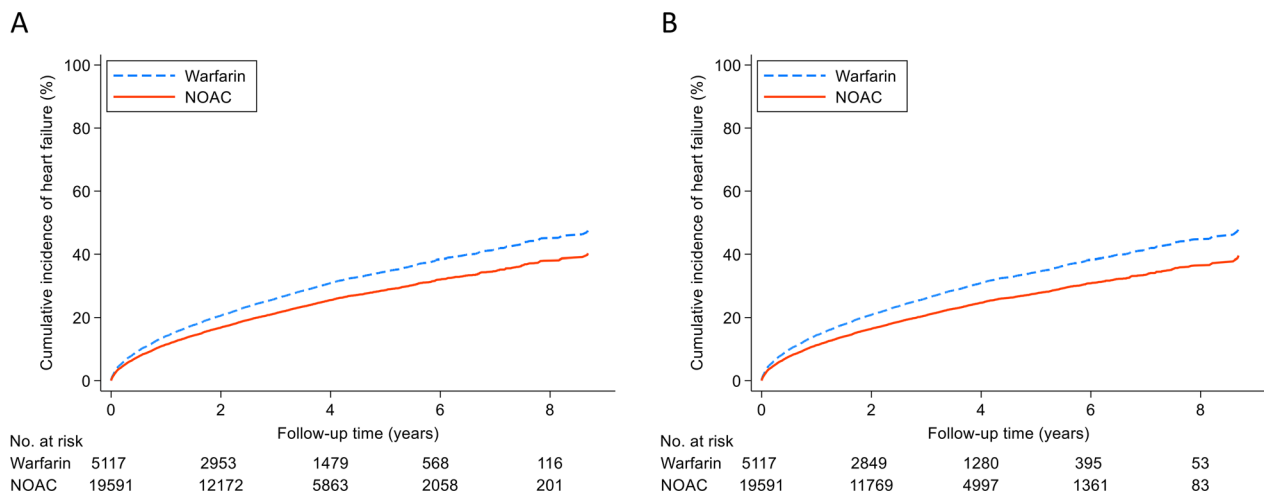 A
Cumulative incidence of heart failure (%)
100
80
60
40
20
0
Warfarin
NOAC
0 2 4 6 8
Follow-up time (years)
No. at risk
Warfarin 5117 2953 1479 568 116
NOAC 19591 12172 5863 2058 201
B
Cumulative incidence of heart failure (%)
100
80
60
40
20
0
Warfarin
NOAC
0 2 4 6 8
Follow-up time (years)
No. at risk
Warfarin 5117 2849 1280 395 53
NOAC 19591 11769 4997 1361 83